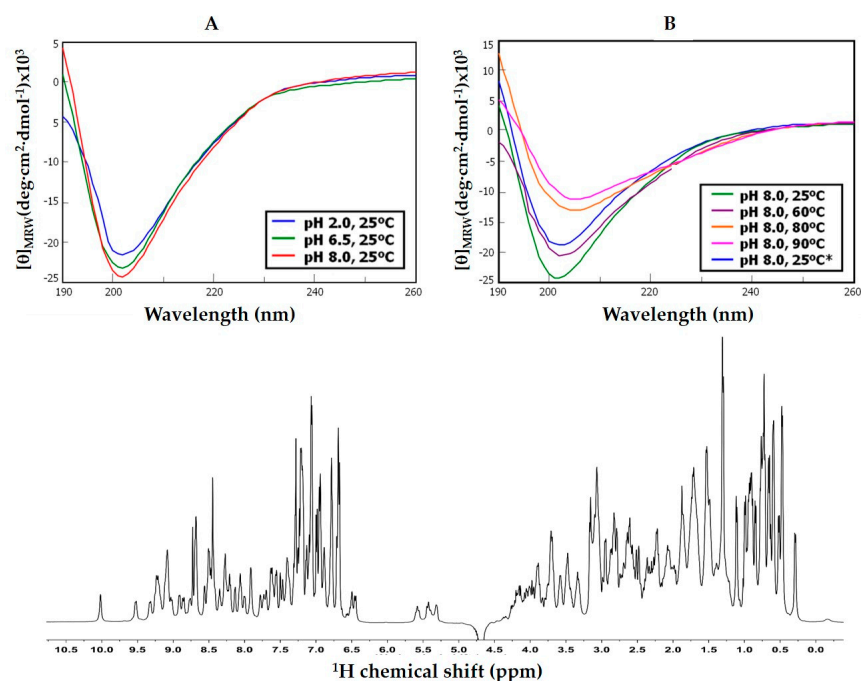 A
B
[θ]MRW(deg·cm²·dmol⁻¹)x10³
5
0
-5
-10
-15
-20
-25
190
200
220
240
260
pH 2.0, 25ºC
pH 6.5, 25ºC
pH 8.0, 25ºC
Wavelength (nm)
[θ]MRW(deg·cm²·dmol⁻¹)x10³
15
10
5
0
-5
-10
-15
-20
-25
190
200
220
240
260
pH 8.0, 25ºC
pH 8.0, 60ºC
pH 8.0, 80ºC
pH 8.0, 90ºC
pH 8.0, 25ºC*
Wavelength (nm)
10.5 10.0 9.5 9.0 8.5 8.0 7.5 7.0 6.5 6.0 5.5 5.0 4.5 4.0 3.5 3.0 2.5 2.0 1.5 1.0 0.5 0.0
¹H chemical shift (ppm)